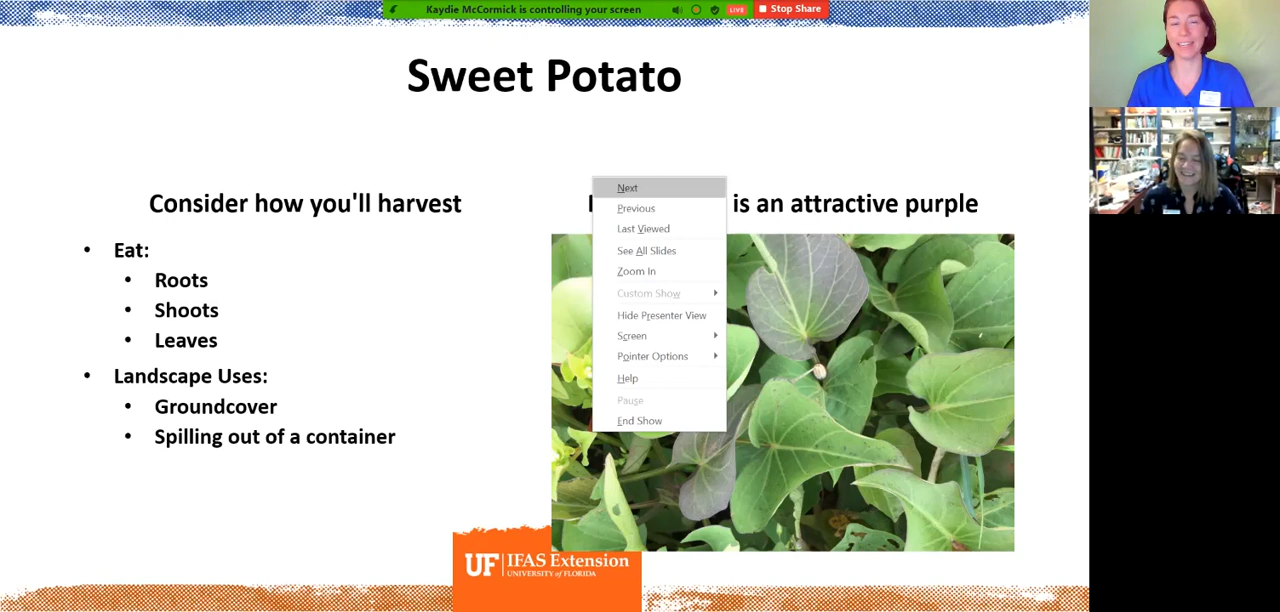 Kaydie McCormick is controlling your screen
LIVE
Stop Share
Sweet Potato
Consider how you'll harvest
is an attractive purple
• Eat:
• Roots
• Shoots
• Leaves
• Landscape Uses:
• Groundcover
• Spilling out of a container
Next
Previous
Last Viewed
See All Slides
Zoom In
Custom Show
Hide Presenter View
Screen
Pointer Options
Help
Pause
End Show
UF IFAS Extension
UNIVERSITY of FLORIDA